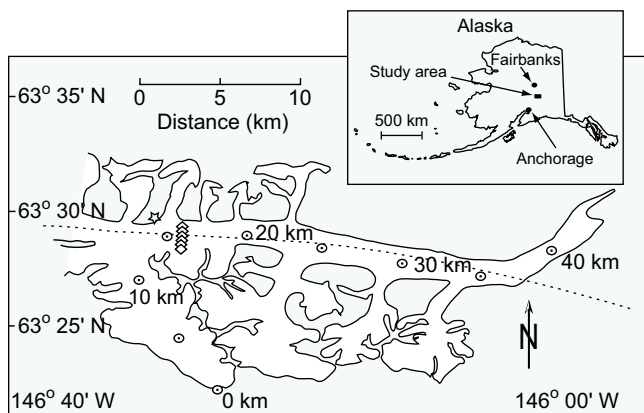 Alaska
Fairbanks
Study area
500 km
Anchorage
0 5 10
Distance (km)
63° 35' N
63° 30' N
63° 25' N
20 km
30 km
40 km
10 km
0 km
N
146° 40' W
146° 00' W